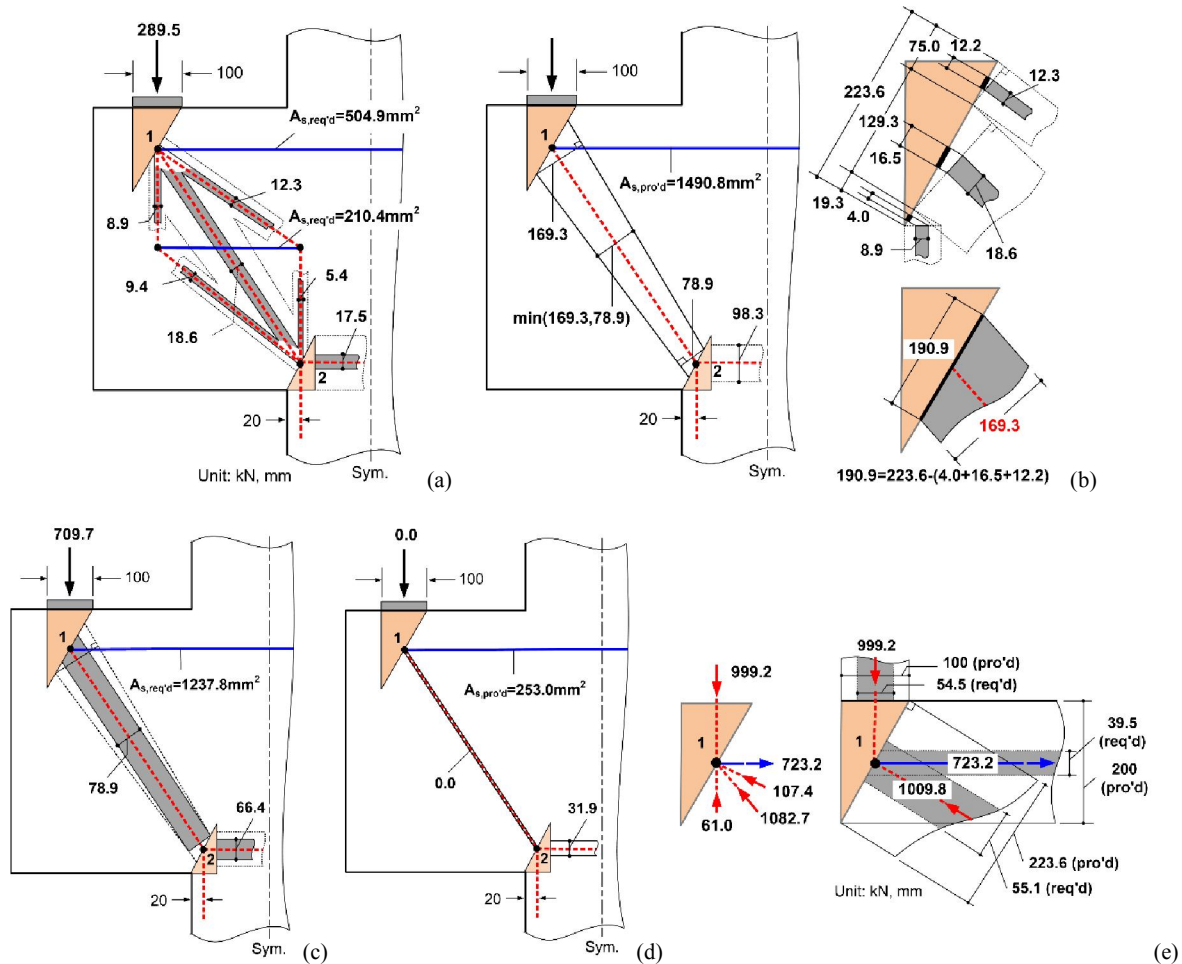 289.5
100
1
A_s,req'd=504.9mm²
12.3
A_s,req'd=210.4mm²
8.9
9.4
5.4
18.6
17.5
2
20
Unit: kN, mm
Sym.
(a)
100
1
A_s,pro'd=1490.8mm²
169.3
78.9
98.3
min(169.3,78.9)
2
20
Sym.
75.0
12.2
12.3
223.6
129.3
16.5
19.3
4.0
8.9
18.6
190.9
169.3
190.9=223.6-(4.0+16.5+12.2)
(b)
709.7
100
1
A_s,req'd=1237.8mm²
78.9
66.4
2
20
Sym.
(c)
0.0
100
1
A_s,pro'd=253.0mm²
0.0
31.9
2
20
Sym.
(d)
999.2
1
723.2
107.4
1082.7
61.0
999.2
100 (pro'd)
54.5 (req'd)
1
39.5
(req'd)
723.2
200
(pro'd)
1009.8
223.6 (pro'd)
55.1 (req'd)
Unit: kN, mm
(e)